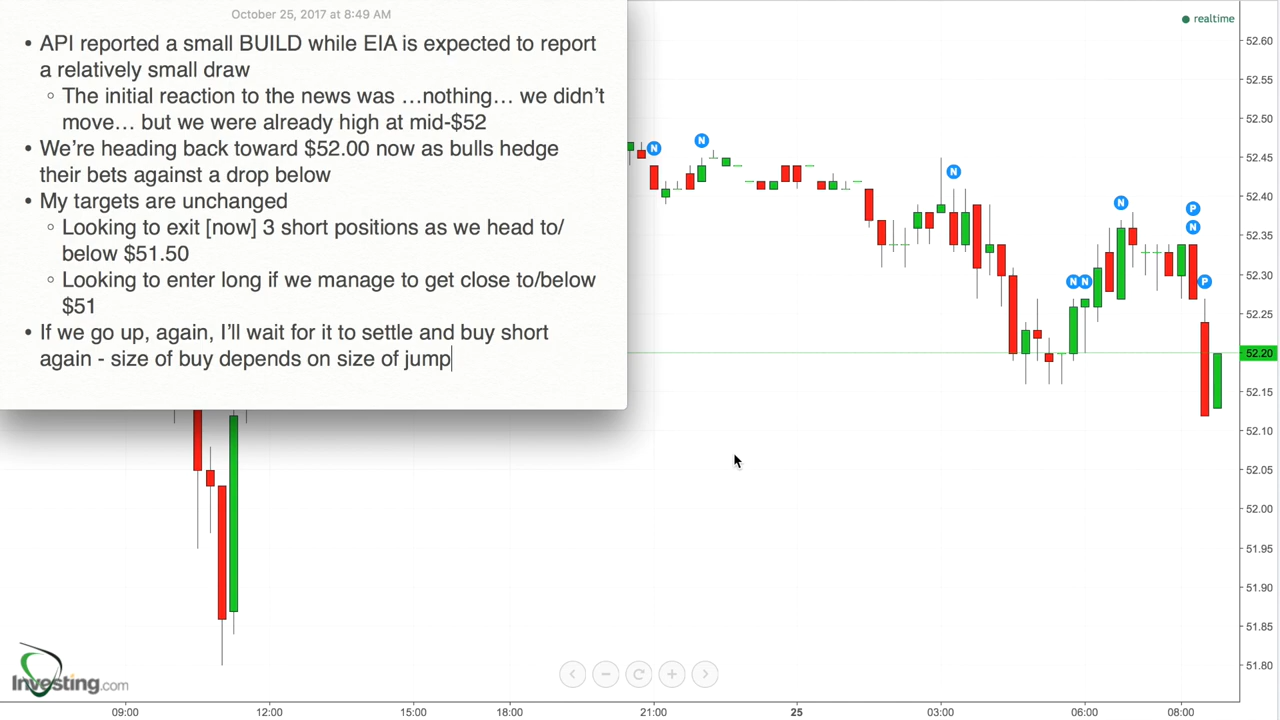 October 25, 2017 at 8:49 AM
• API reported a small BUILD while EIA is expected to report
a relatively small draw
◦ The initial reaction to the news was …nothing… we didn’t
move… but we were already high at mid-$52
• We’re heading back toward $52.00 now as bulls hedge
their bets against a drop below
• My targets are unchanged
◦ Looking to exit [now] 3 short positions as we head to/
below $51.50
◦ Looking to enter long if we manage to get close to/below
$51
• If we go up, again, I’ll wait for it to settle and buy short
again - size of buy depends on size of jump
realtime
52.60
52.55
52.50
52.45
52.40
52.35
52.30
52.25
52.20
52.15
52.10
52.05
52.00
51.95
51.90
51.85
51.80
N
N
N
N
P
N
N N
P
Investing.com
09:00 12:00 15:00 18:00 21:00 25 03:00 06:00 08:00